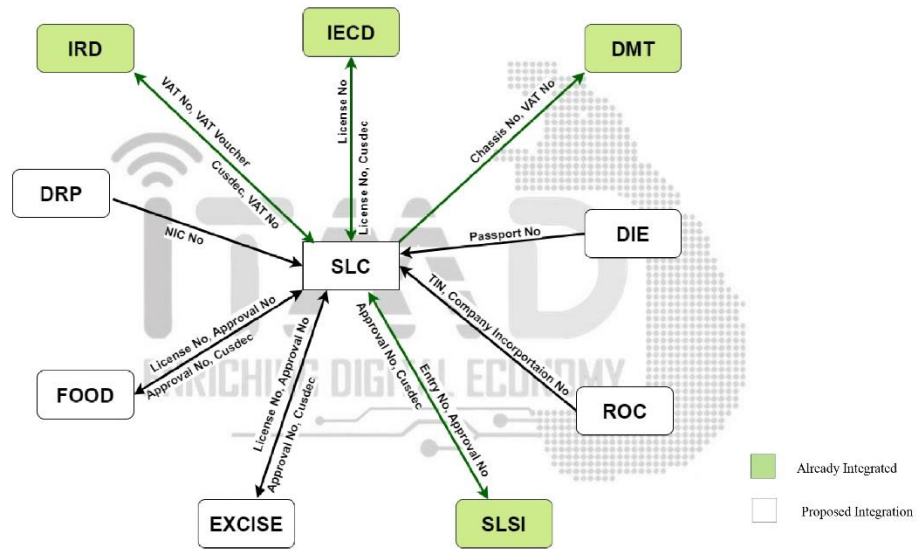 IRD
IECD
DMT
VAT No, VAT Voucher
Cusdec, VAT No
License No
License No, Cusdec
Chassis No, VAT No
DRP
NIC No
Passport No
DIE
SLC
ITMD
ENRICHING DIGITAL ECONOMY
TIN, Company Incorportaion No
License No, Approval No
Approval No, Cusdec
FOOD
License No, Approval No
Approval No, Cusdec
Entry No, Approval No
Approval No, Cusdec
ROC
EXCISE
SLSI
Already Integrated
Proposed Integration